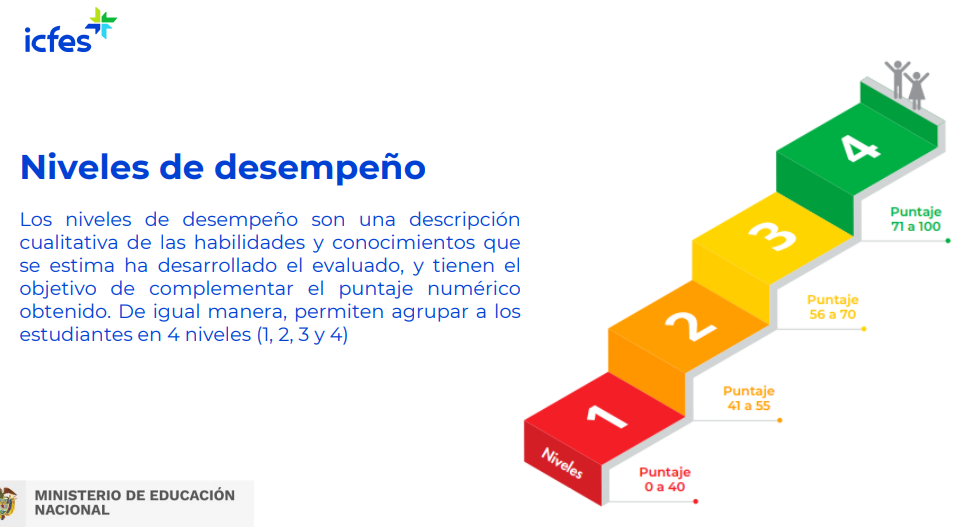 icfes
Niveles de desempeño
Los niveles de desempeño son una descripción
cualitativa de las habilidades y conocimientos que
se estima ha desarrollado el evaluado, y tienen el
objetivo de complementar el puntaje numérico
obtenido. De igual manera, permiten agrupar a los
estudiantes en 4 niveles (1, 2, 3 y 4)
4
Puntaje
71 a 100
3
Puntaje
56 a 70
2
Puntaje
41 a 55
1
Niveles
Puntaje
0 a 40
MINISTERIO DE EDUCACIÓN
NACIONAL